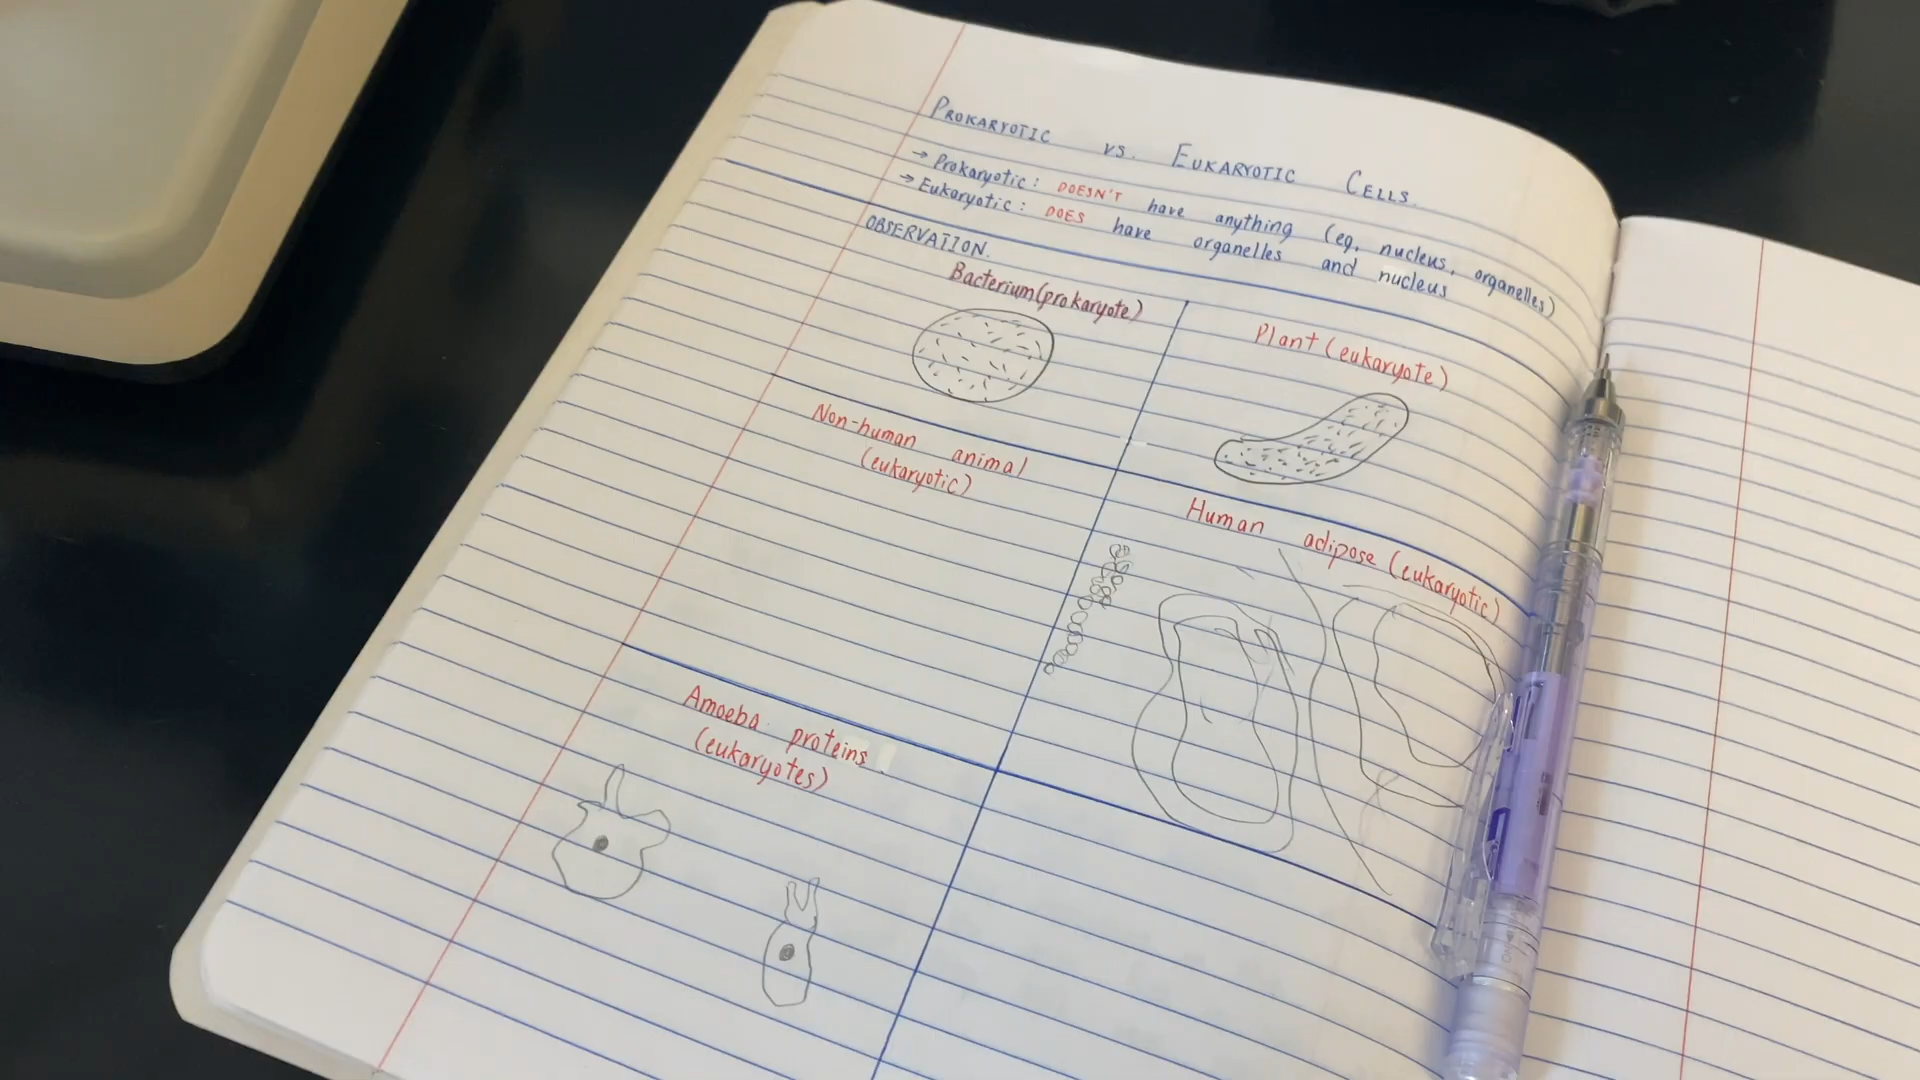 PROKARYOTIC vs. EUKARYOTIC CELLS.
→ Prokaryotic: DOESN'T have anything (eg. nucleus, organelles)
→ Eukaryotic: DOES have organelles and nucleus
OBSERVATION.
Bacterium(prokaryote)
Plant (eukaryote)
Non-human animal
(eukaryotic)
Human adipose (eukaryotic)
Amoeba proteins.
(eukaryotes)